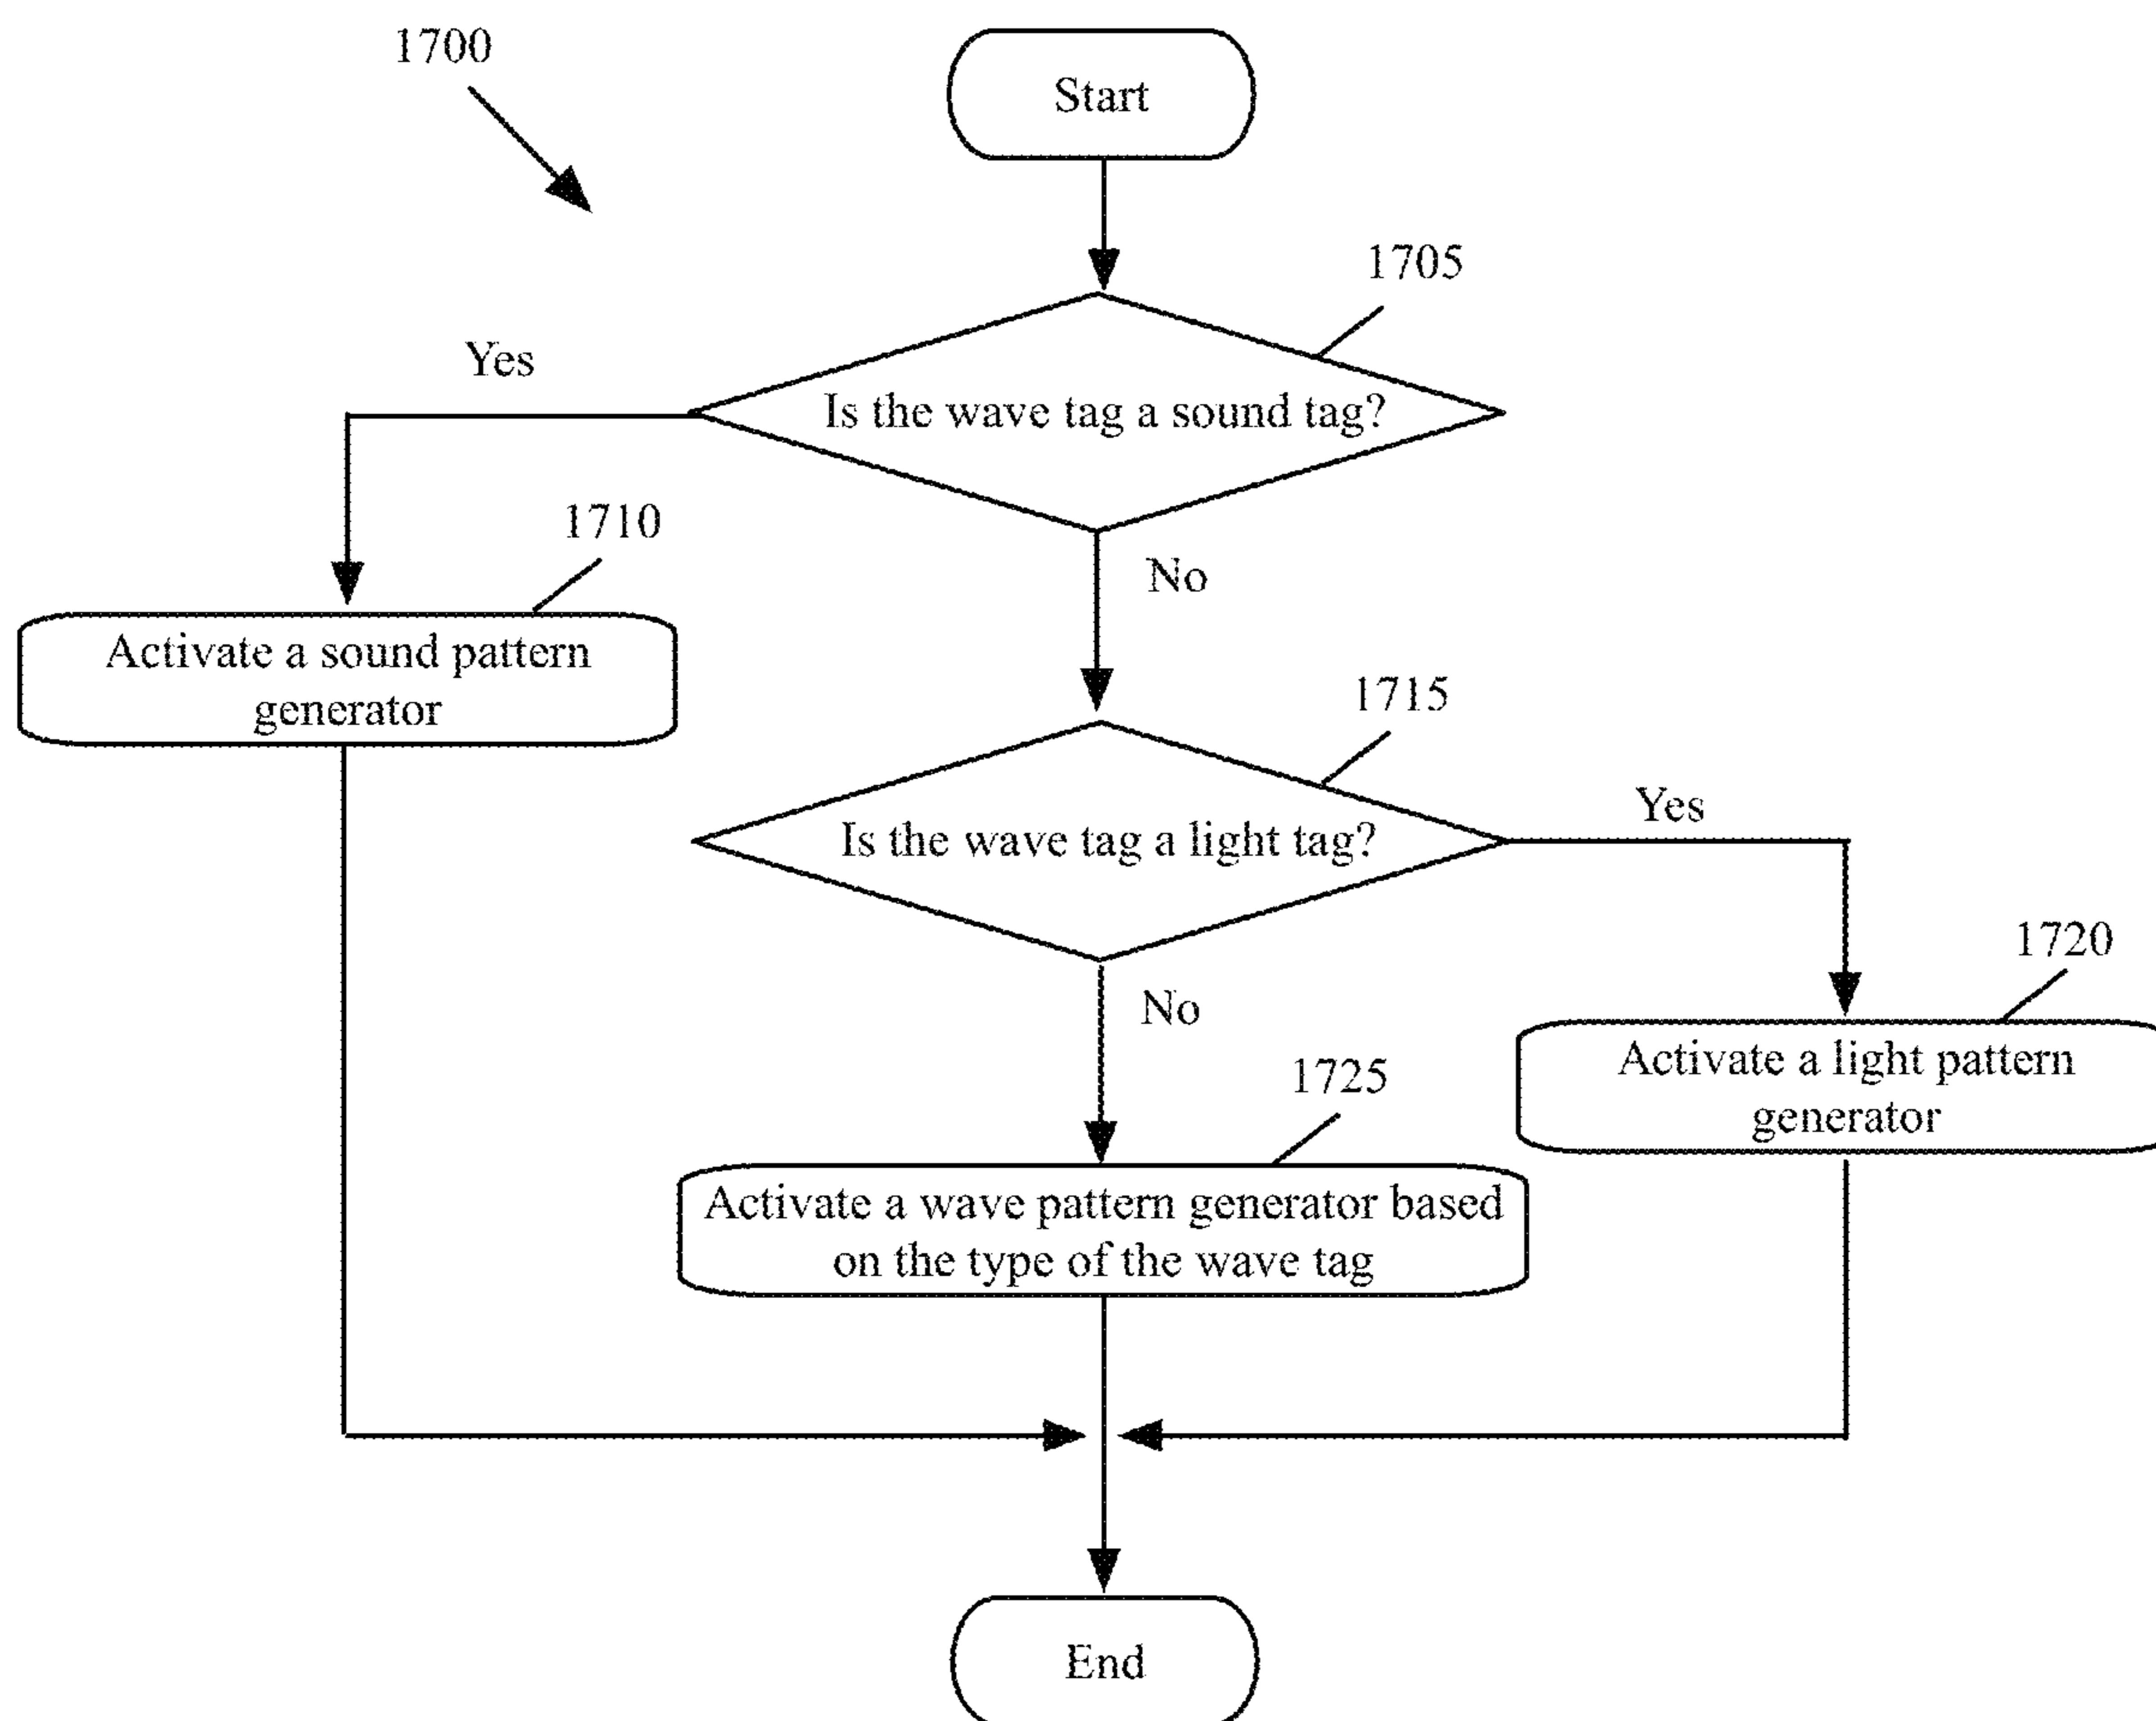 1700
Start
1705
Yes
Is the wave tag a sound tag?
1710
No
Activate a sound pattern
generator
1715
Yes
Is the wave tag a light tag?
1720
No
Activate a light pattern
generator
1725
Activate a wave pattern generator based
on the type of the wave tag
End